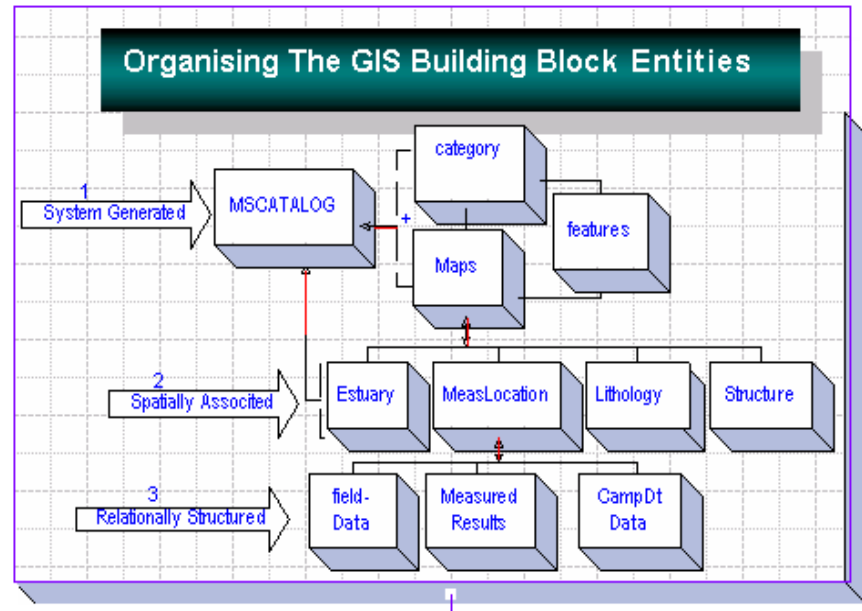 Organising The GIS Building Block Entities
1
System Generated
MSCATALOG
+
category
features
Maps
2
Spatially Associted
Estuary
MeasLocation
Lithology
Structure
3
Relationally Structured
field-
Data
Measured
Results
CampDt
Data